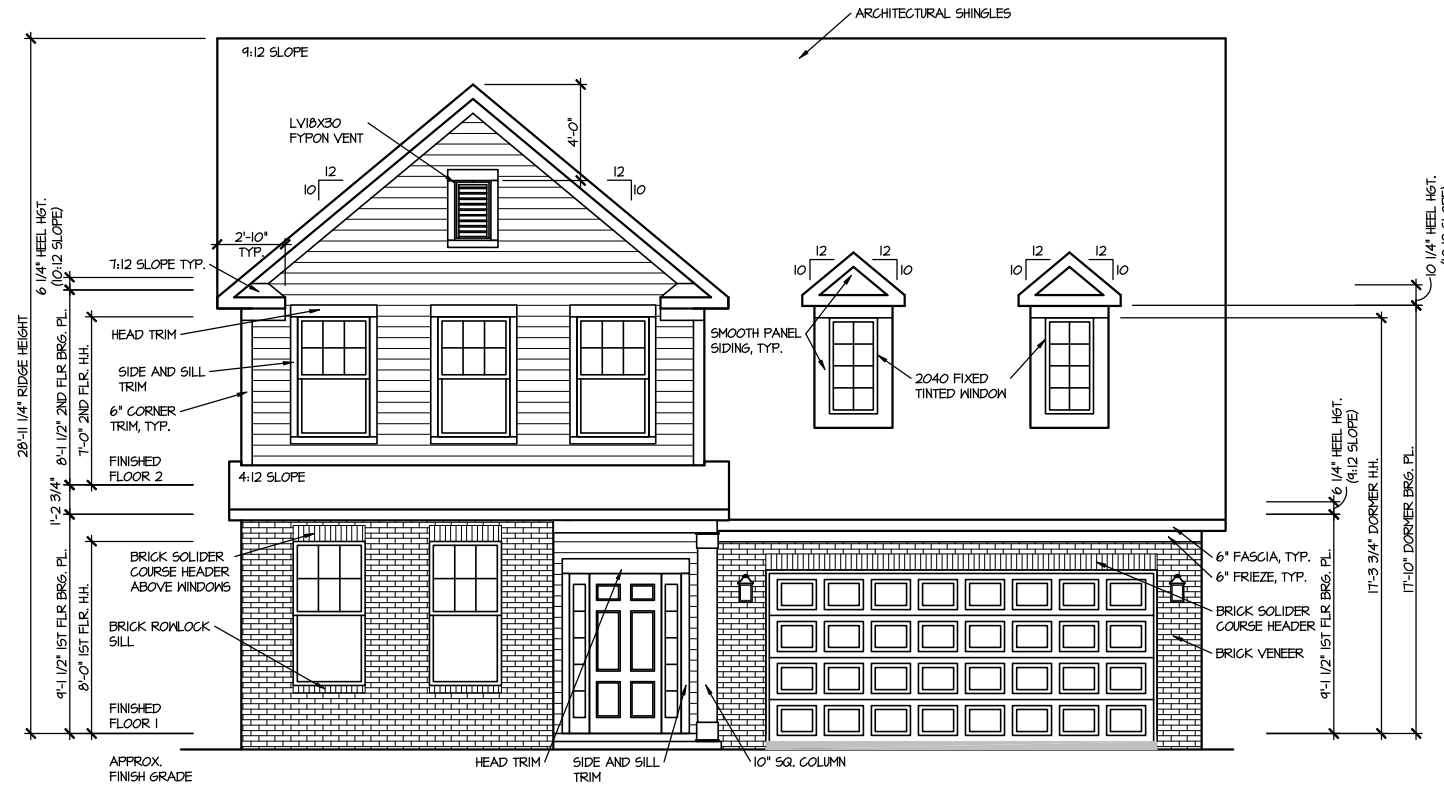 ARCHITECTURAL SHINGLES
9:12 SLOPE
LV18X30
FYPON VENT
4'-0"
12
10
12
10
2'-10"
TYP.
7:12 SLOPE TYP.
12
10
12
10
12
10
12
10
HEAD TRIM
SIDE AND SILL
TRIM
6" CORNER
TRIM, TYP.
SMOOTH PANEL
SIDING, TYP.
2040 FIXED
TINTED WINDOW
FINISHED
FLOOR 2
4:12 SLOPE
28'-11 1/4" RIDGE HEIGHT
6 1/4" HEEL HGT.
(10:12 SLOPE)
8'-1 1/2" 2ND FLR BRG. PL.
7'-0" 2ND FLR. H.H.
1'-2 3/4"
9'-1 1/2" 1ST FLR BRG. PL.
8'-0" 1ST FLR. H.H.
BRICK SOLIDER
COURSE HEADER
ABOVE WINDOWS
BRICK ROWLOCK
SILL
FINISHED
FLOOR 1
APPROX.
FINISH GRADE
HEAD TRIM
SIDE AND SILL
TRIM
10" SQ. COLUMN
6" FASCIA, TYP.
6" FRIEZE, TYP.
BRICK SOLIDER
COURSE HEADER
BRICK VENEER
6 1/4" HEEL HGT.
(9:12 SLOPE)
9'-1 1/2" 1ST FLR BRG. PL.
17'-3 3/4" DORMER H.H.
17'-10" DORMER BRG. PL.
10 1/4" HEEL HGT.